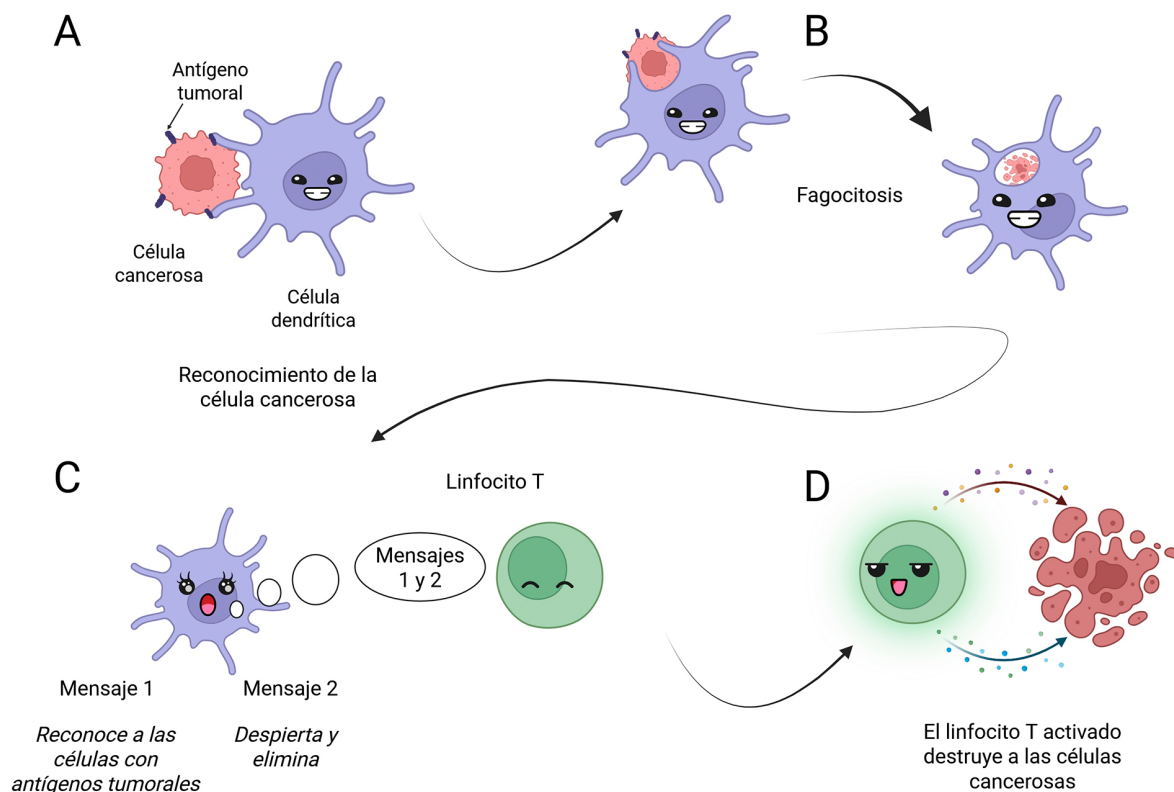 A
Antígeno
tumoral
Célula
cancerosa
Célula
dendrítica
Reconocimiento de la
célula cancerosa
B
Fagocitosis
C
Linfocito T
Mensajes
1 y 2
Mensaje 1
Reconoce a las
células con
antígenos tumorales
Mensaje 2
Despierta y
elimina
D
El linfocito T activado
destruye a las células
cancerosas